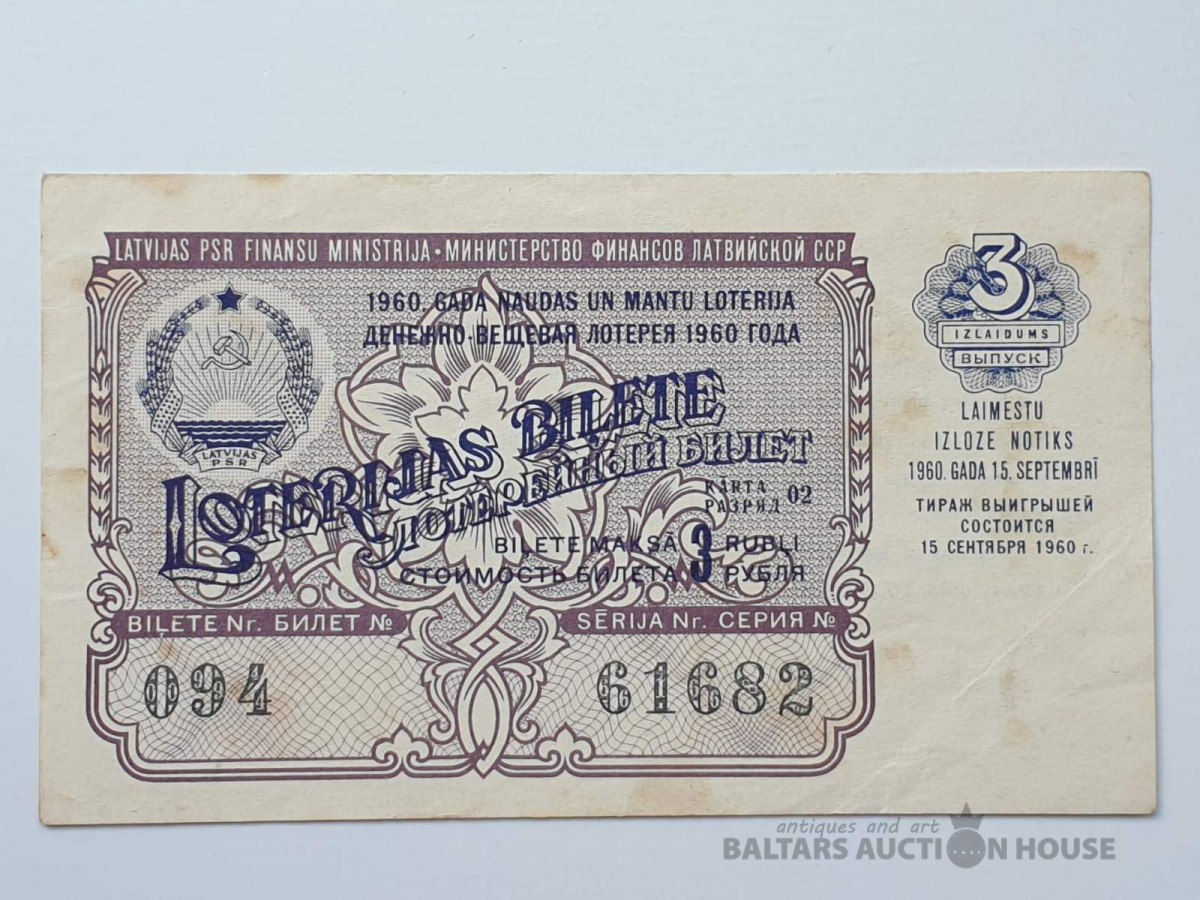 LATVIJAS PSR FINANSU MINISTRIJA • МИНИСТЕРСТВО ФИНАНСОВ ЛАТВИЙСКОЙ ССР
1960. GADA NAUDAS UN MANTU LOTERIJA
ДЕНЕЖНО-ВЕЩЕВАЯ ЛОТЕРЕЯ 1960 ГОДА
LATVIJAS
PSR
LOTERIJAS BILETE
ЛОТЕРЕЙНЫЙ БИЛЕТ
KĀRTA
РАЗРЯД 02
BILETE MAKSĀ 3 RUBĻI
СТОИМОСТЬ БИЛЕТА 3 РУБЛЯ
BIĻETE Nr. БИЛЕТ №
SĒRIJA Nr. СЕРИЯ №
094
61682
3
IZLAIDUMS
ВЫПУСК
LAIMESTU
IZLOZE NOTIKS
1960. GADA 15. SEPTEMBRĪ
ТИРАЖ ВЫИГРЫШЕЙ
СОСТОИТСЯ
15 СЕНТЯБРЯ 1960 г.
antiques and art
BALTARS AUCTION HOUSE